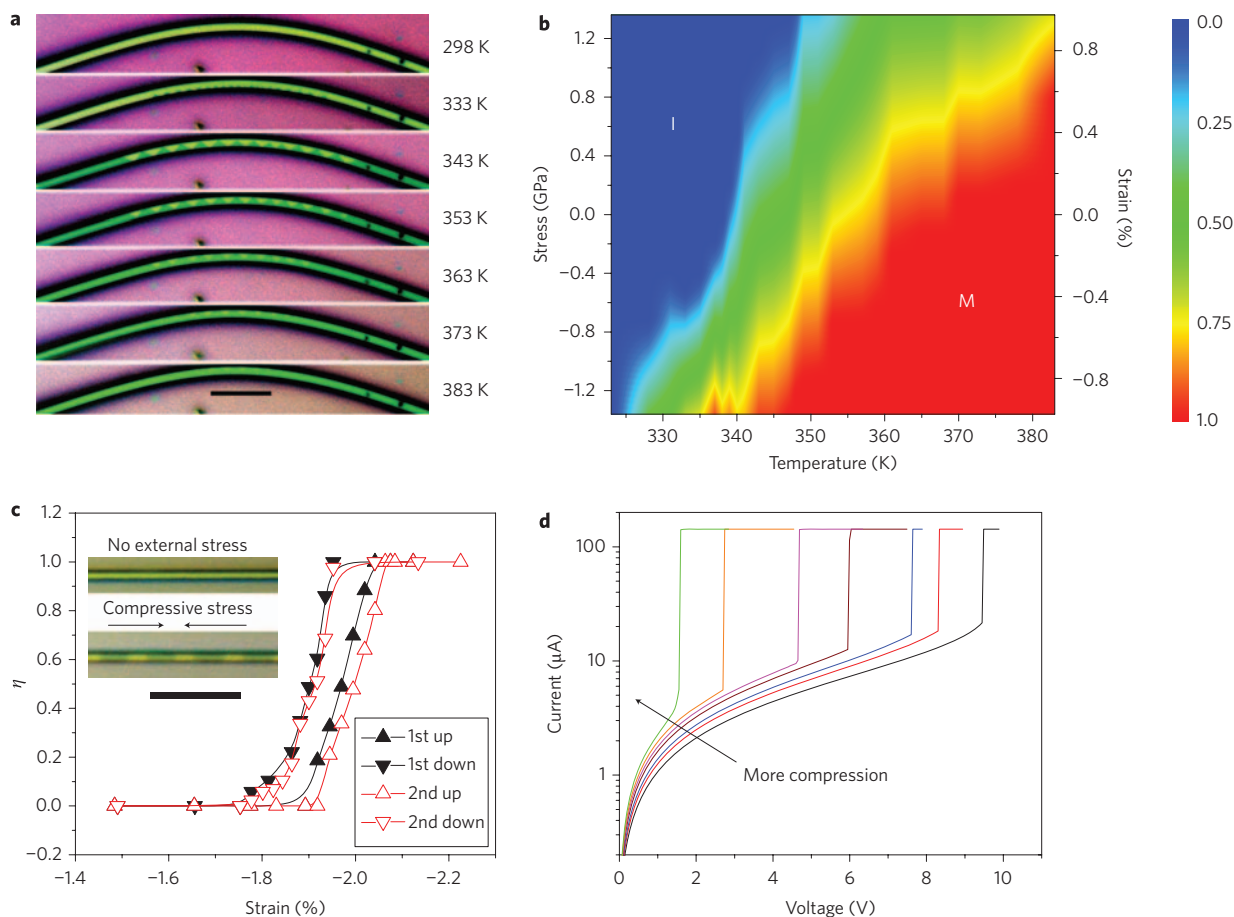 a
298 K
333 K
343 K
353 K
363 K
373 K
383 K
b
Stress (GPa)
1.2
0.8
0.4
0.0
−0.4
−0.8
−1.2
I
M
330 340 350 360 370 380
Temperature (K)
0.8
0.4
0.0
−0.4
−0.8
Strain (%)
0.0
0.25
0.50
0.75
1.0
c
η
1.2
1.0
0.8
0.6
0.4
0.2
0.0
−0.2
No external stress
Compressive stress
1st up
1st down
2nd up
2nd down
−1.4 −1.6 −1.8 −2.0 −2.2
Strain (%)
d
Current (μA)
100
10
1
More compression
0 2 4 6 8 10
Voltage (V)